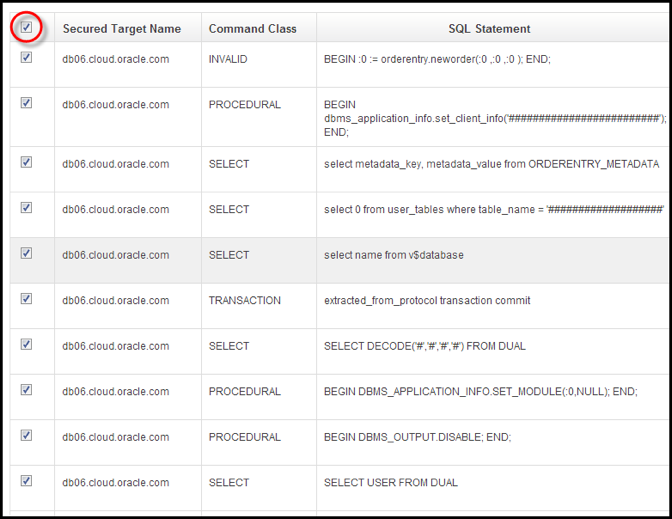 Secured Target Name Command Class SQL Statement
db06.cloud.oracle.com INVALID BEGIN :0 := orderentry.neworder(:0 ,:0 ,:0 ); END;
db06.cloud.oracle.com PROCEDURAL BEGIN
dbms_application_info.set_client_info('#########################');
END;
db06.cloud.oracle.com SELECT select metadata_key, metadata_value from ORDERENTRY_METADATA
db06.cloud.oracle.com SELECT select 0 from user_tables where table_name = '###################'
db06.cloud.oracle.com SELECT select name from v$database
db06.cloud.oracle.com TRANSACTION extracted_from_protocol transaction commit
db06.cloud.oracle.com SELECT SELECT DECODE('#','#','#','#') FROM DUAL
db06.cloud.oracle.com PROCEDURAL BEGIN DBMS_APPLICATION_INFO.SET_MODULE(:0,NULL); END;
db06.cloud.oracle.com PROCEDURAL BEGIN DBMS_OUTPUT.DISABLE; END;
db06.cloud.oracle.com SELECT SELECT USER FROM DUAL